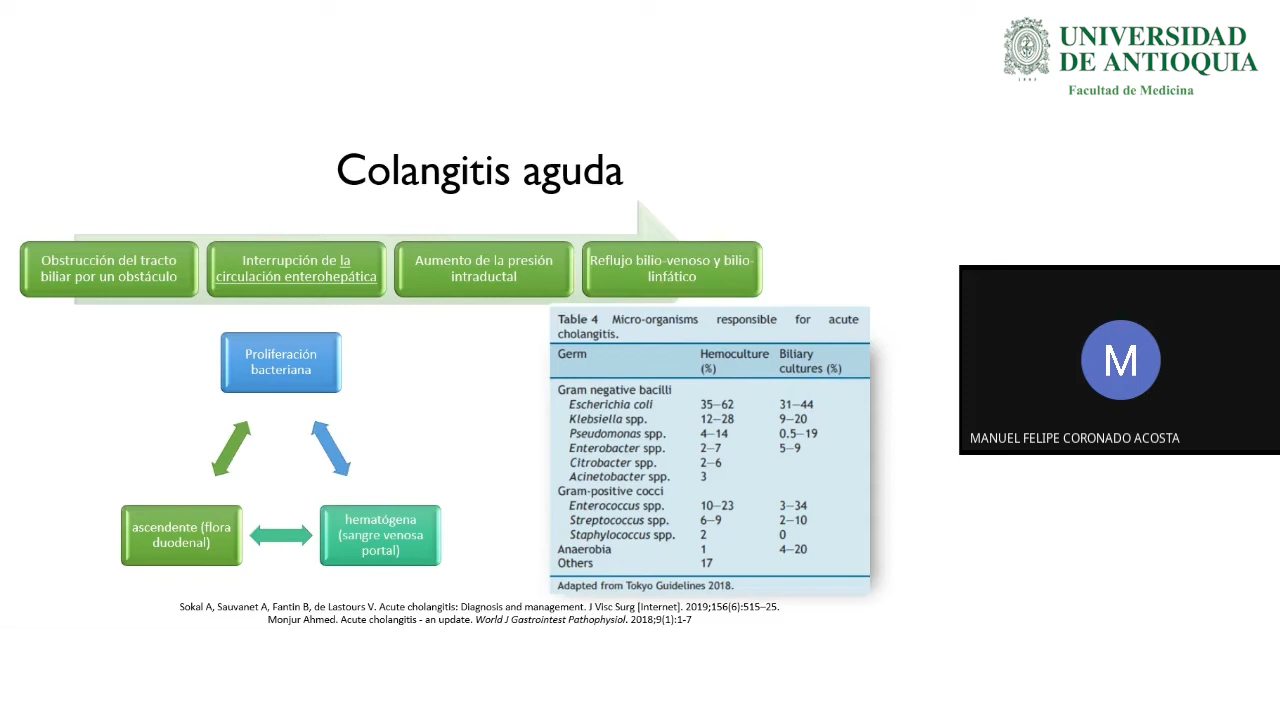 UNIVERSIDAD
DE ANTIOQUIA
1803
Facultad de Medicina
Colangitis aguda
Obstrucción del tracto
biliar por un obstáculo
Interrupción de la
circulación enterohepática
Aumento de la presión
intraductal
Reflujo bilio-venoso y bilio-
linfático
Proliferación
bacteriana
ascendente (flora
duodenal)
hematógena
(sangre venosa
portal)
Table 4 Micro-organisms responsible for acute
cholangitis.
Germ Hemoculture (%) Biliary cultures (%)
Gram negative bacilli
Escherichia coli 35–62 31–44
Klebsiella spp. 12–28 9–20
Pseudomonas spp. 4–14 0.5–19
Enterobacter spp. 2–7 5–9
Citrobacter spp. 2–6
Acinetobacter spp. 3
Gram-positive cocci
Enterococcus spp. 10–23 3–34
Streptococcus spp. 6–9 2–10
Staphylococcus spp. 2 0
Anaerobia 1 4–20
Others 17
Adapted from Tokyo Guidelines 2018.
Sokal A, Sauvanet A, Fantin B, de Lastours V. Acute cholangitis: Diagnosis and management. J Visc Surg [Internet]. 2019;156(6):515–25.
Monjur Ahmed. Acute cholangitis - an update. World J Gastrointest Pathophysiol. 2018;9(1):1-7
M
MANUEL FELIPE CORONADO ACOSTA